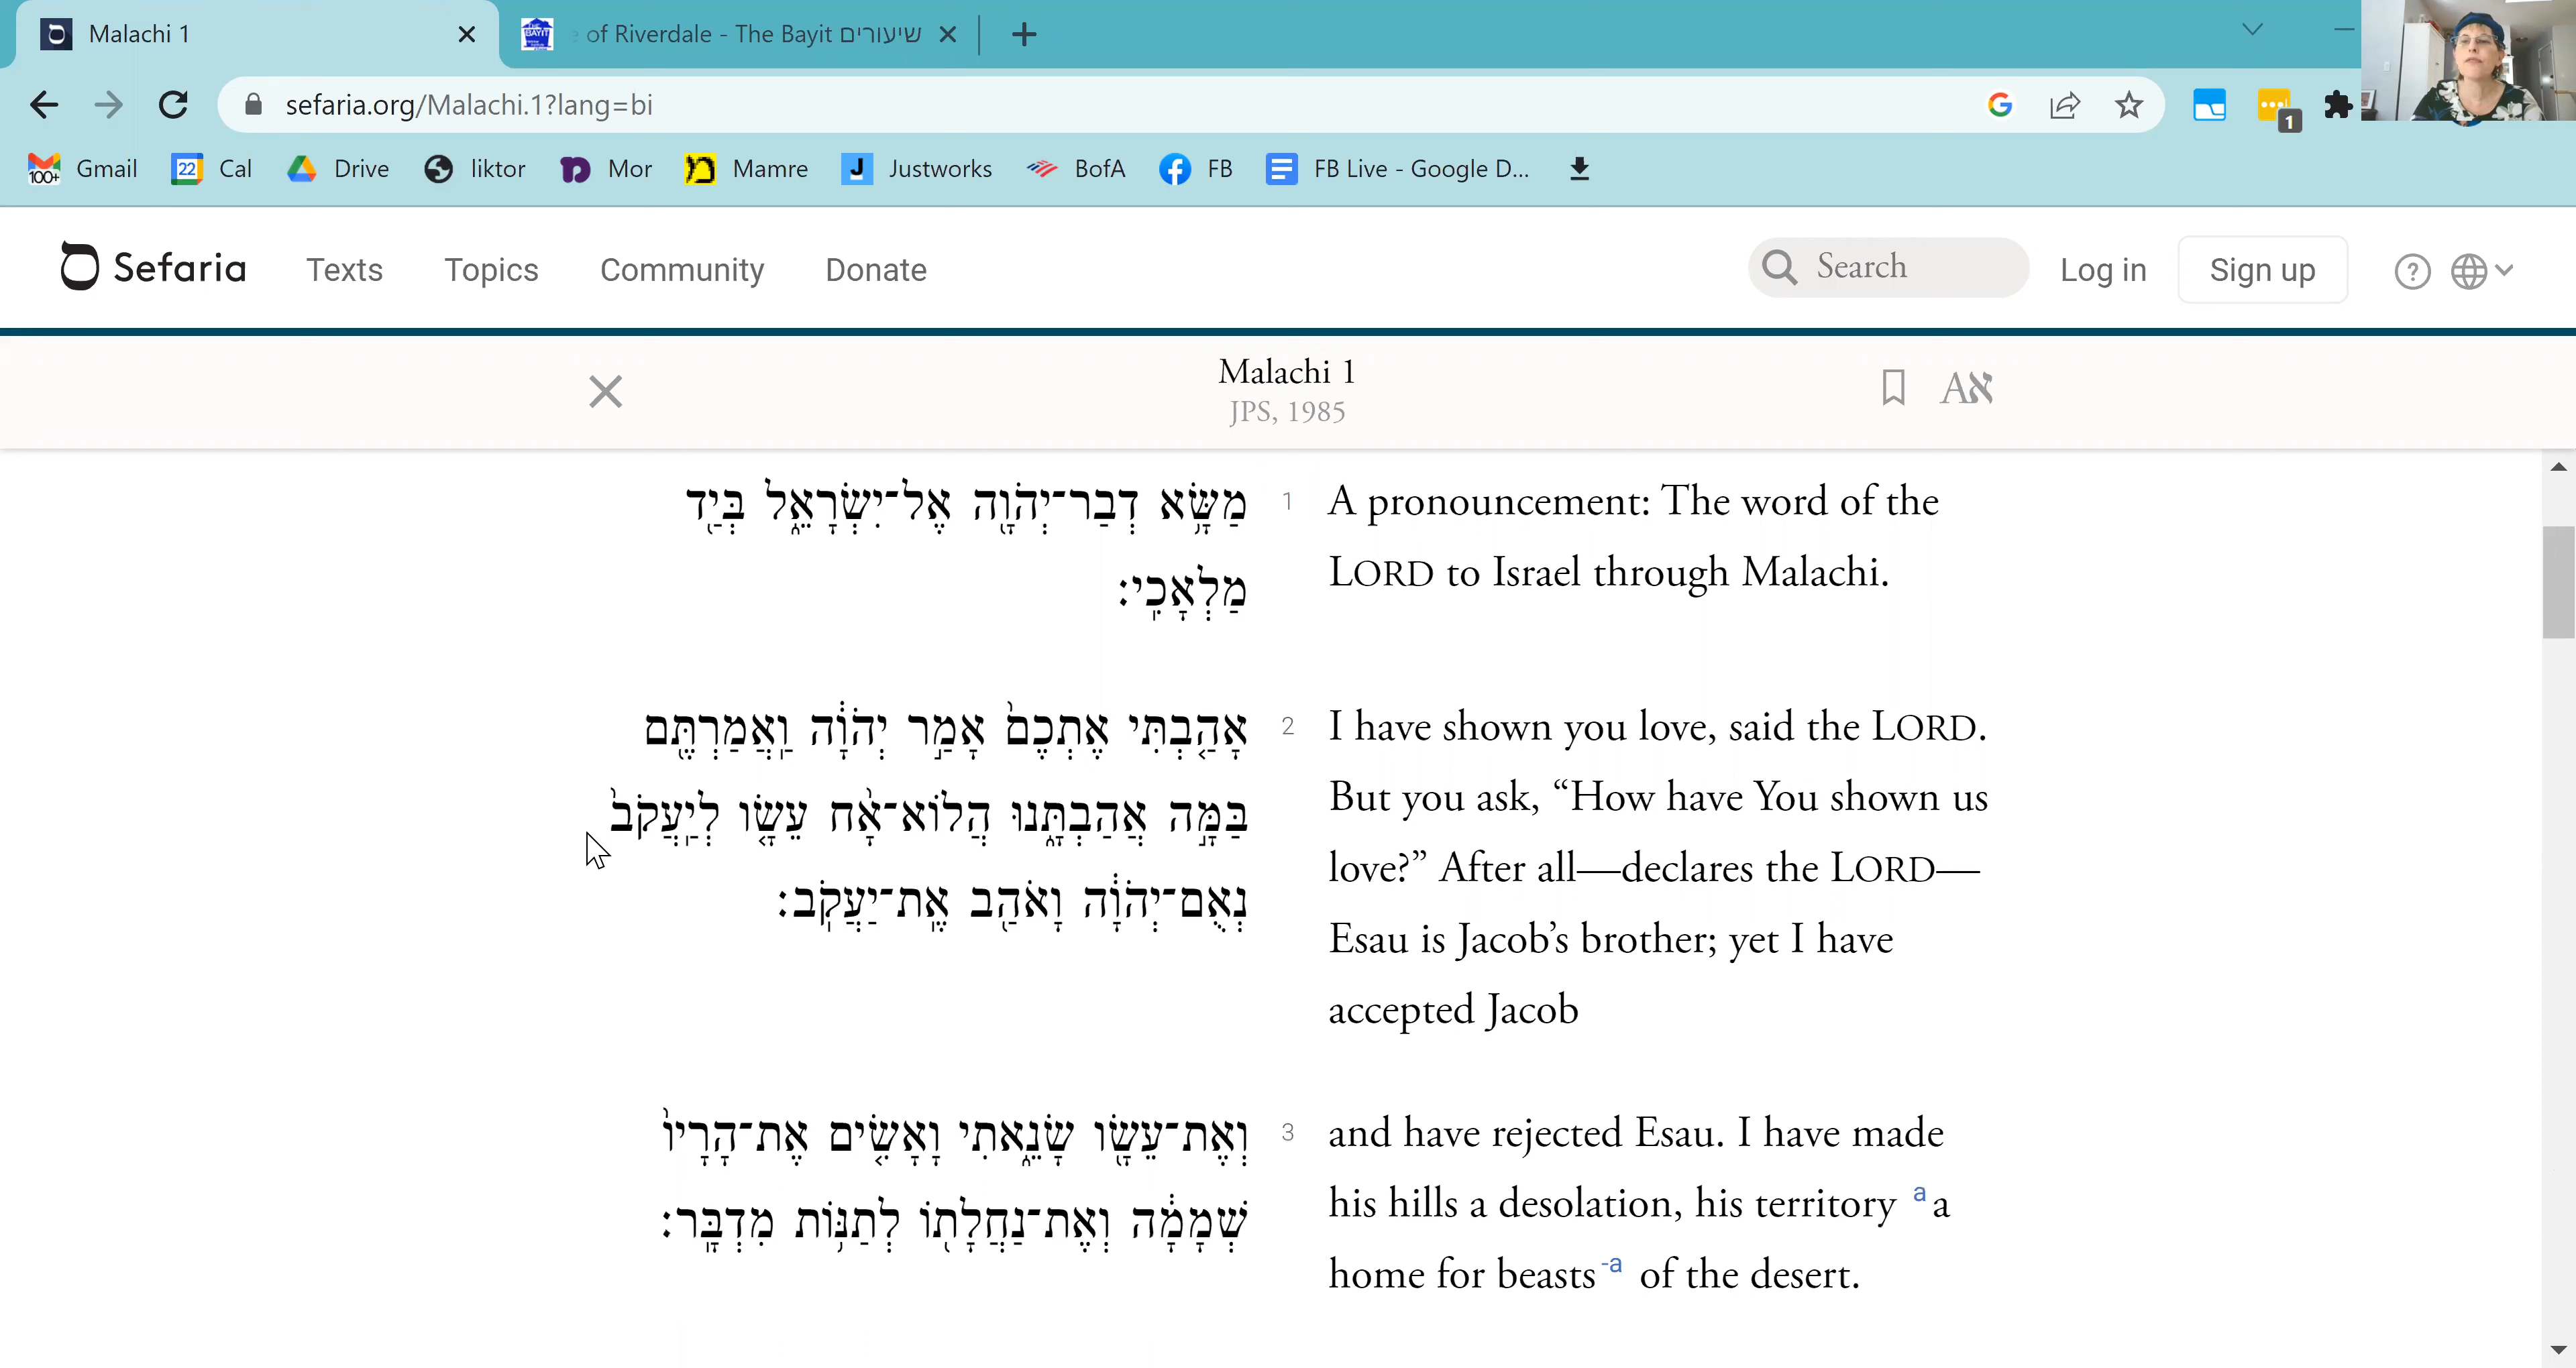 Malachi 1
of Riverdale - The Bayit שיעורים
sefaria.org/Malachi.1?lang=bi
1
100+ Gmail 22 Cal Drive liktor Mor Mamre J Justworks BofA FB FB Live - Google D...
Sefaria Texts Topics Community Donate Search Log in Sign up
Malachi 1
JPS, 1985
Aא
מַשָּׂ֥א דְבַר־יְהֹוָ֖ה אֶל־יִשְׂרָאֵ֑ל בְּיַ֖ד
מַלְאָכִֽי׃
1
A pronouncement: The word of the
LORD to Israel through Malachi.
אָהַ֤בְתִּי אֶתְכֶם֙ אָמַ֣ר יְהֹוָ֔ה וַאֲמַרְתֶּ֖ם
בַּמָּ֣ה אֲהַבְתָּ֑נוּ הֲלוֹא־אָ֨ח עֵשָׂ֤ו לְיַֽעֲקֹב֙
נְאֻם־יְהֹוָ֔ה וָאֹהַ֖ב אֶֽת־יַעֲקֹֽב׃
2
I have shown you love, said the LORD.
But you ask, “How have You shown us
love?” After all—declares the LORD—
Esau is Jacob’s brother; yet I have
accepted Jacob
וְאֶת־עֵשָׂ֖ו שָׂנֵ֑אתִי וָאָשִׂ֤ים אֶת־הָרָיו֙
שְׁמָמָ֔ה וְאֶת־נַחֲלָת֖וֹ לְתַנּ֥וֹת מִדְבָּֽר׃
3
and have rejected Esau. I have made
his hills a desolation, his territory a a
home for beasts -a of the desert.